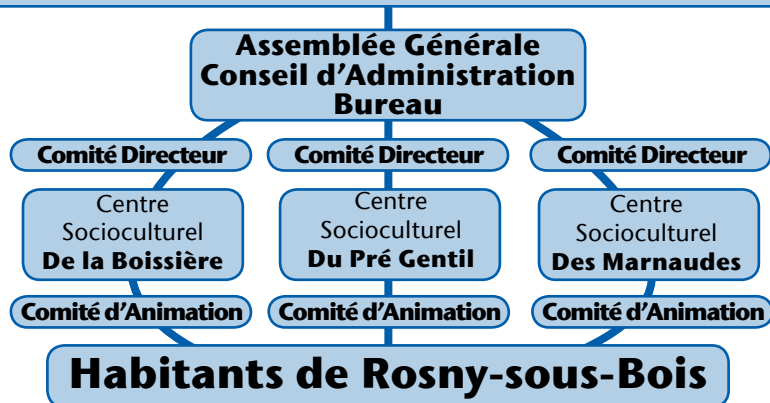 Assemblée Générale
Conseil d’Administration
Bureau
Comité Directeur
Comité Directeur
Comité Directeur
Centre
Socioculturel
De la Boissière
Centre
Socioculturel
Du Pré Gentil
Centre
Socioculturel
Des Marnaudes
Comité d’Animation
Comité d’Animation
Comité d’Animation
Habitants de Rosny-sous-Bois